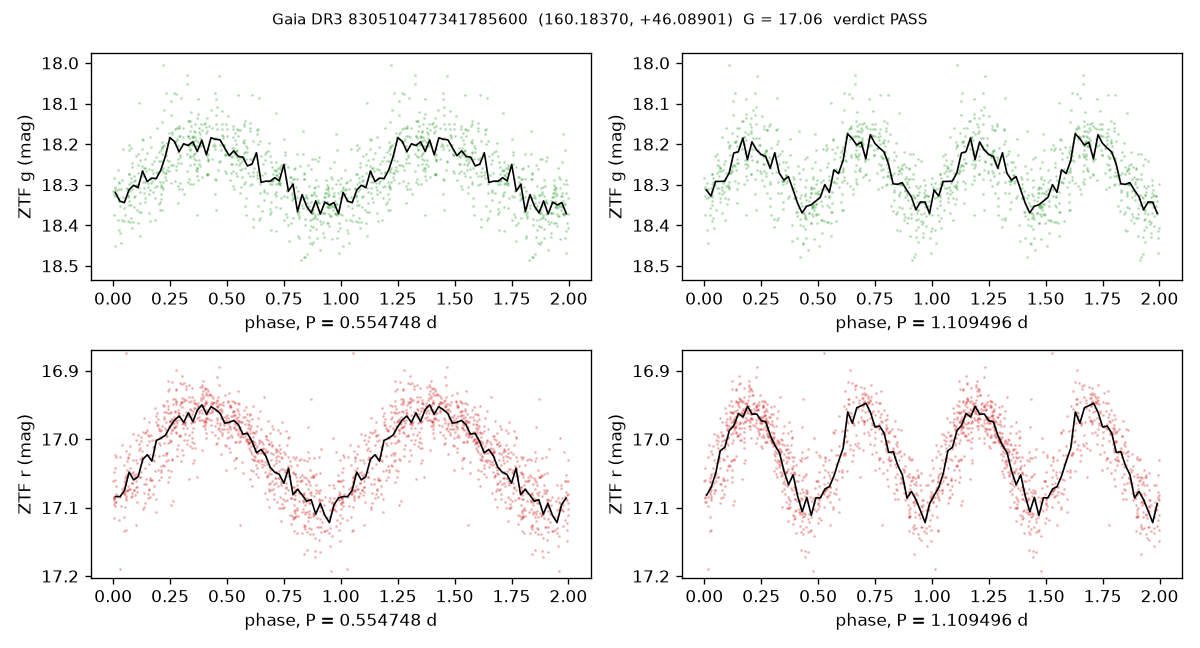 Gaia DR3 830510477341785600 (160.18370, +46.08901) G = 17.06 verdict PASS
ZTF g (mag)
18.0
18.1
18.2
18.3
18.4
18.5
0.00 0.25 0.50 0.75 1.00 1.25 1.50 1.75 2.00
phase, P = 0.554748 d
ZTF g (mag)
18.0
18.1
18.2
18.3
18.4
18.5
0.00 0.25 0.50 0.75 1.00 1.25 1.50 1.75 2.00
phase, P = 1.109496 d
ZTF r (mag)
16.9
17.0
17.1
17.2
0.00 0.25 0.50 0.75 1.00 1.25 1.50 1.75 2.00
phase, P = 0.554748 d
ZTF r (mag)
16.9
17.0
17.1
17.2
0.00 0.25 0.50 0.75 1.00 1.25 1.50 1.75 2.00
phase, P = 1.109496 d